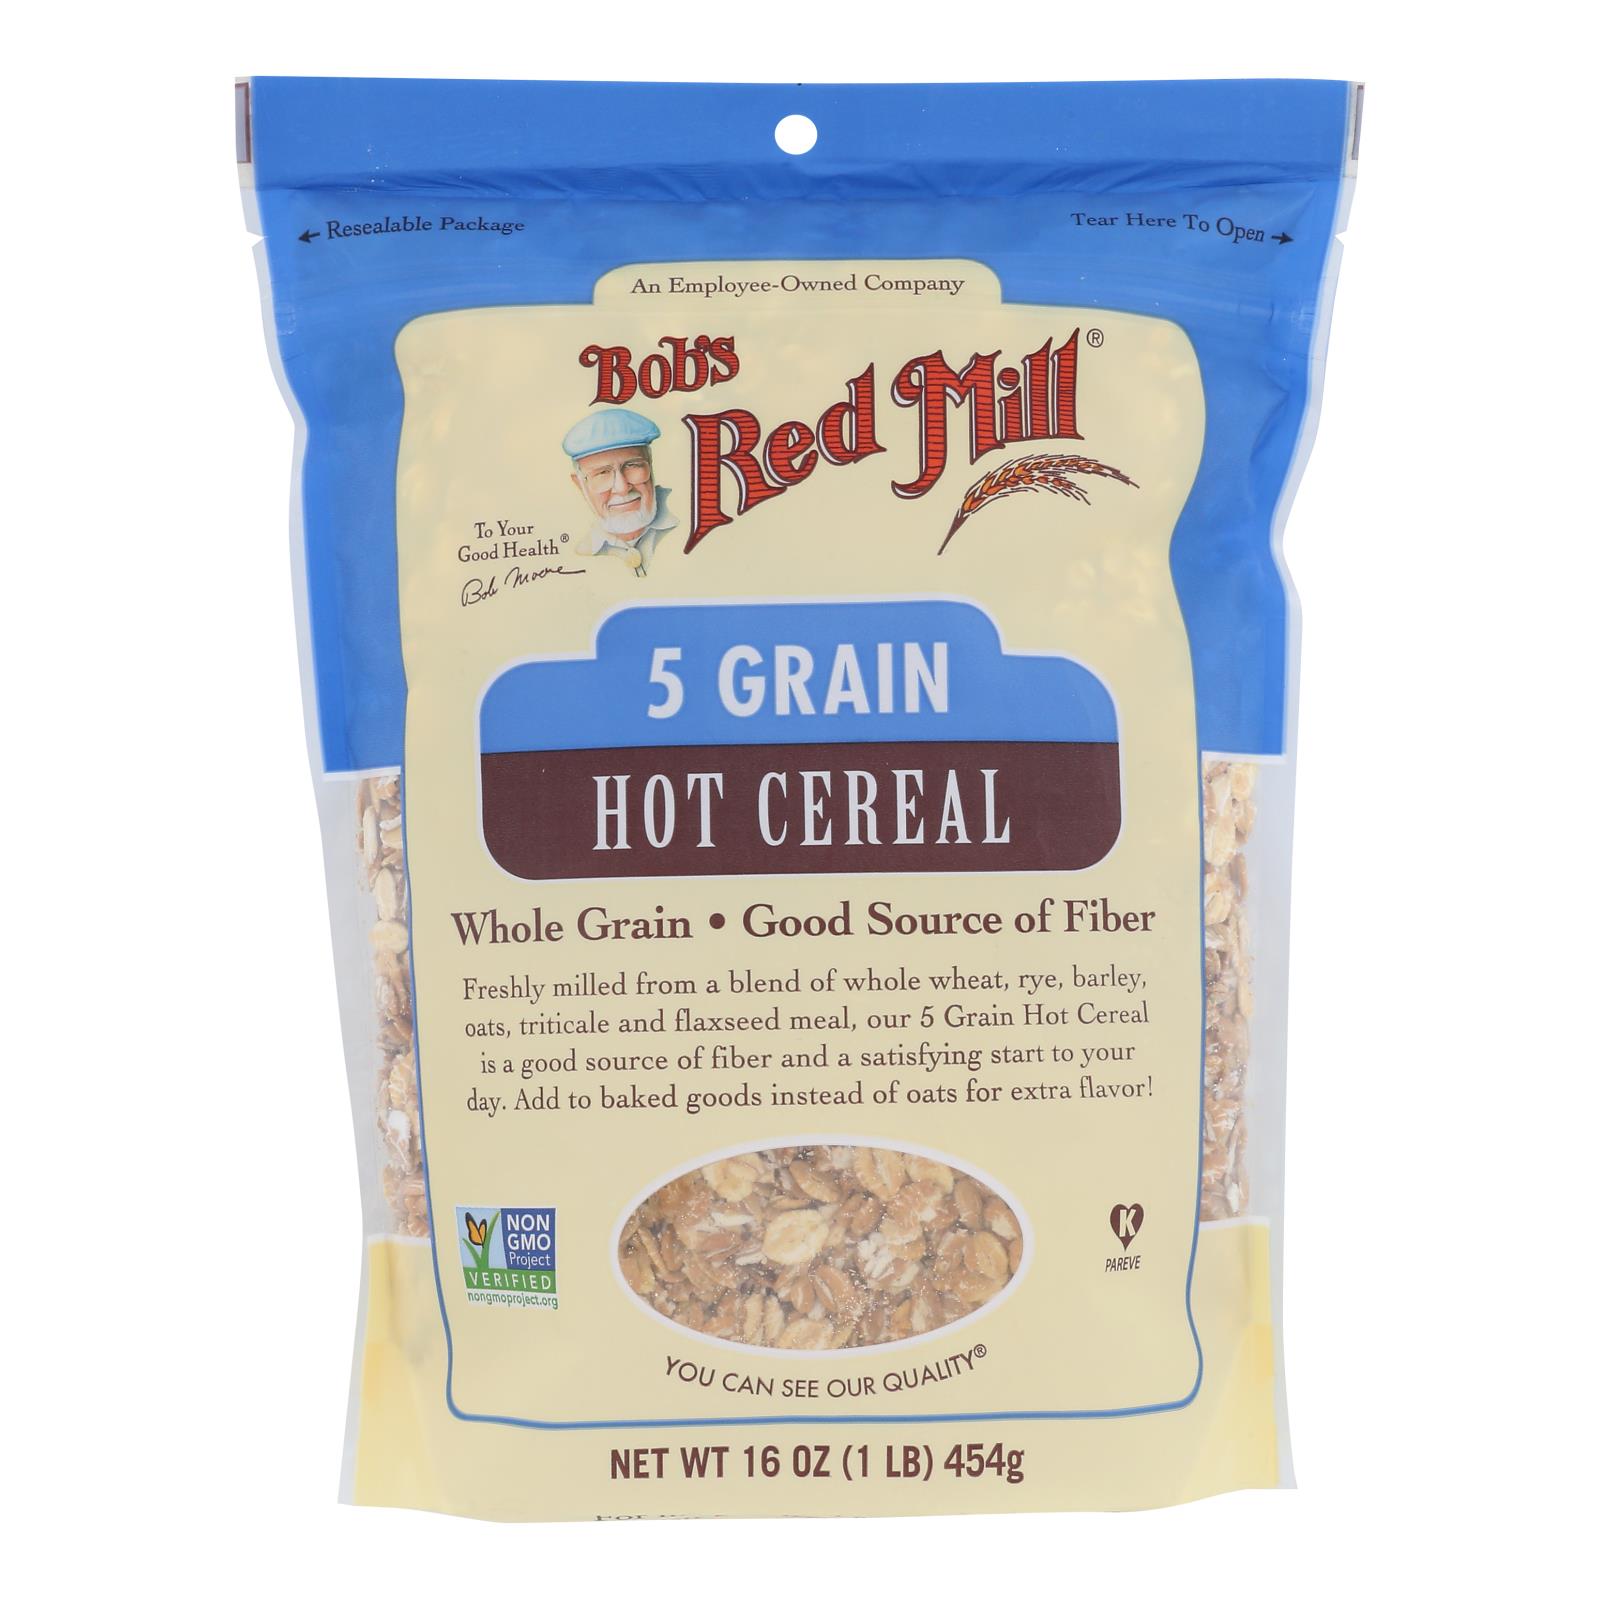 ← Resealable Package
Tear Here To Open →
An Employee-Owned Company
Bob's
Red Mill®
To Your
Good Health®
Bob Moore
5 GRAIN
HOT CEREAL
Whole Grain • Good Source of Fiber
Freshly milled from a blend of whole wheat, rye, barley,
oats, triticale and flaxseed meal, our 5 Grain Hot Cereal
is a good source of fiber and a satisfying start to your
day. Add to baked goods instead of oats for extra flavor!
NON
GMO
Project
VERIFIED
nongmoproject.org
K
PAREVE
YOU CAN SEE OUR QUALITY®
NET WT 16 OZ (1 LB) 454g